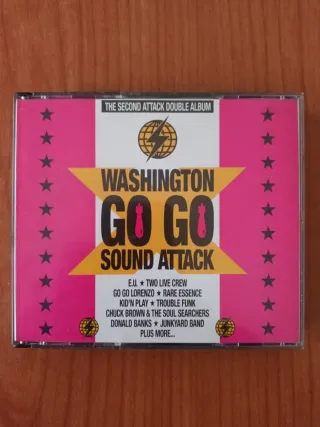 THE SECOND ATTACK DOUBLE ALBUM
WASHINGTON
GO GO
SOUND ATTACK
E.U. ★ TWO LIVE CREW
GO GO LORENZO ★ RARE ESSENCE
KID'N PLAY ★ TROUBLE FUNK
CHUCK BROWN & THE SOUL SEARCHERS
DONALD BANKS ★ JUNKYARD BAND
PLUS MORE...